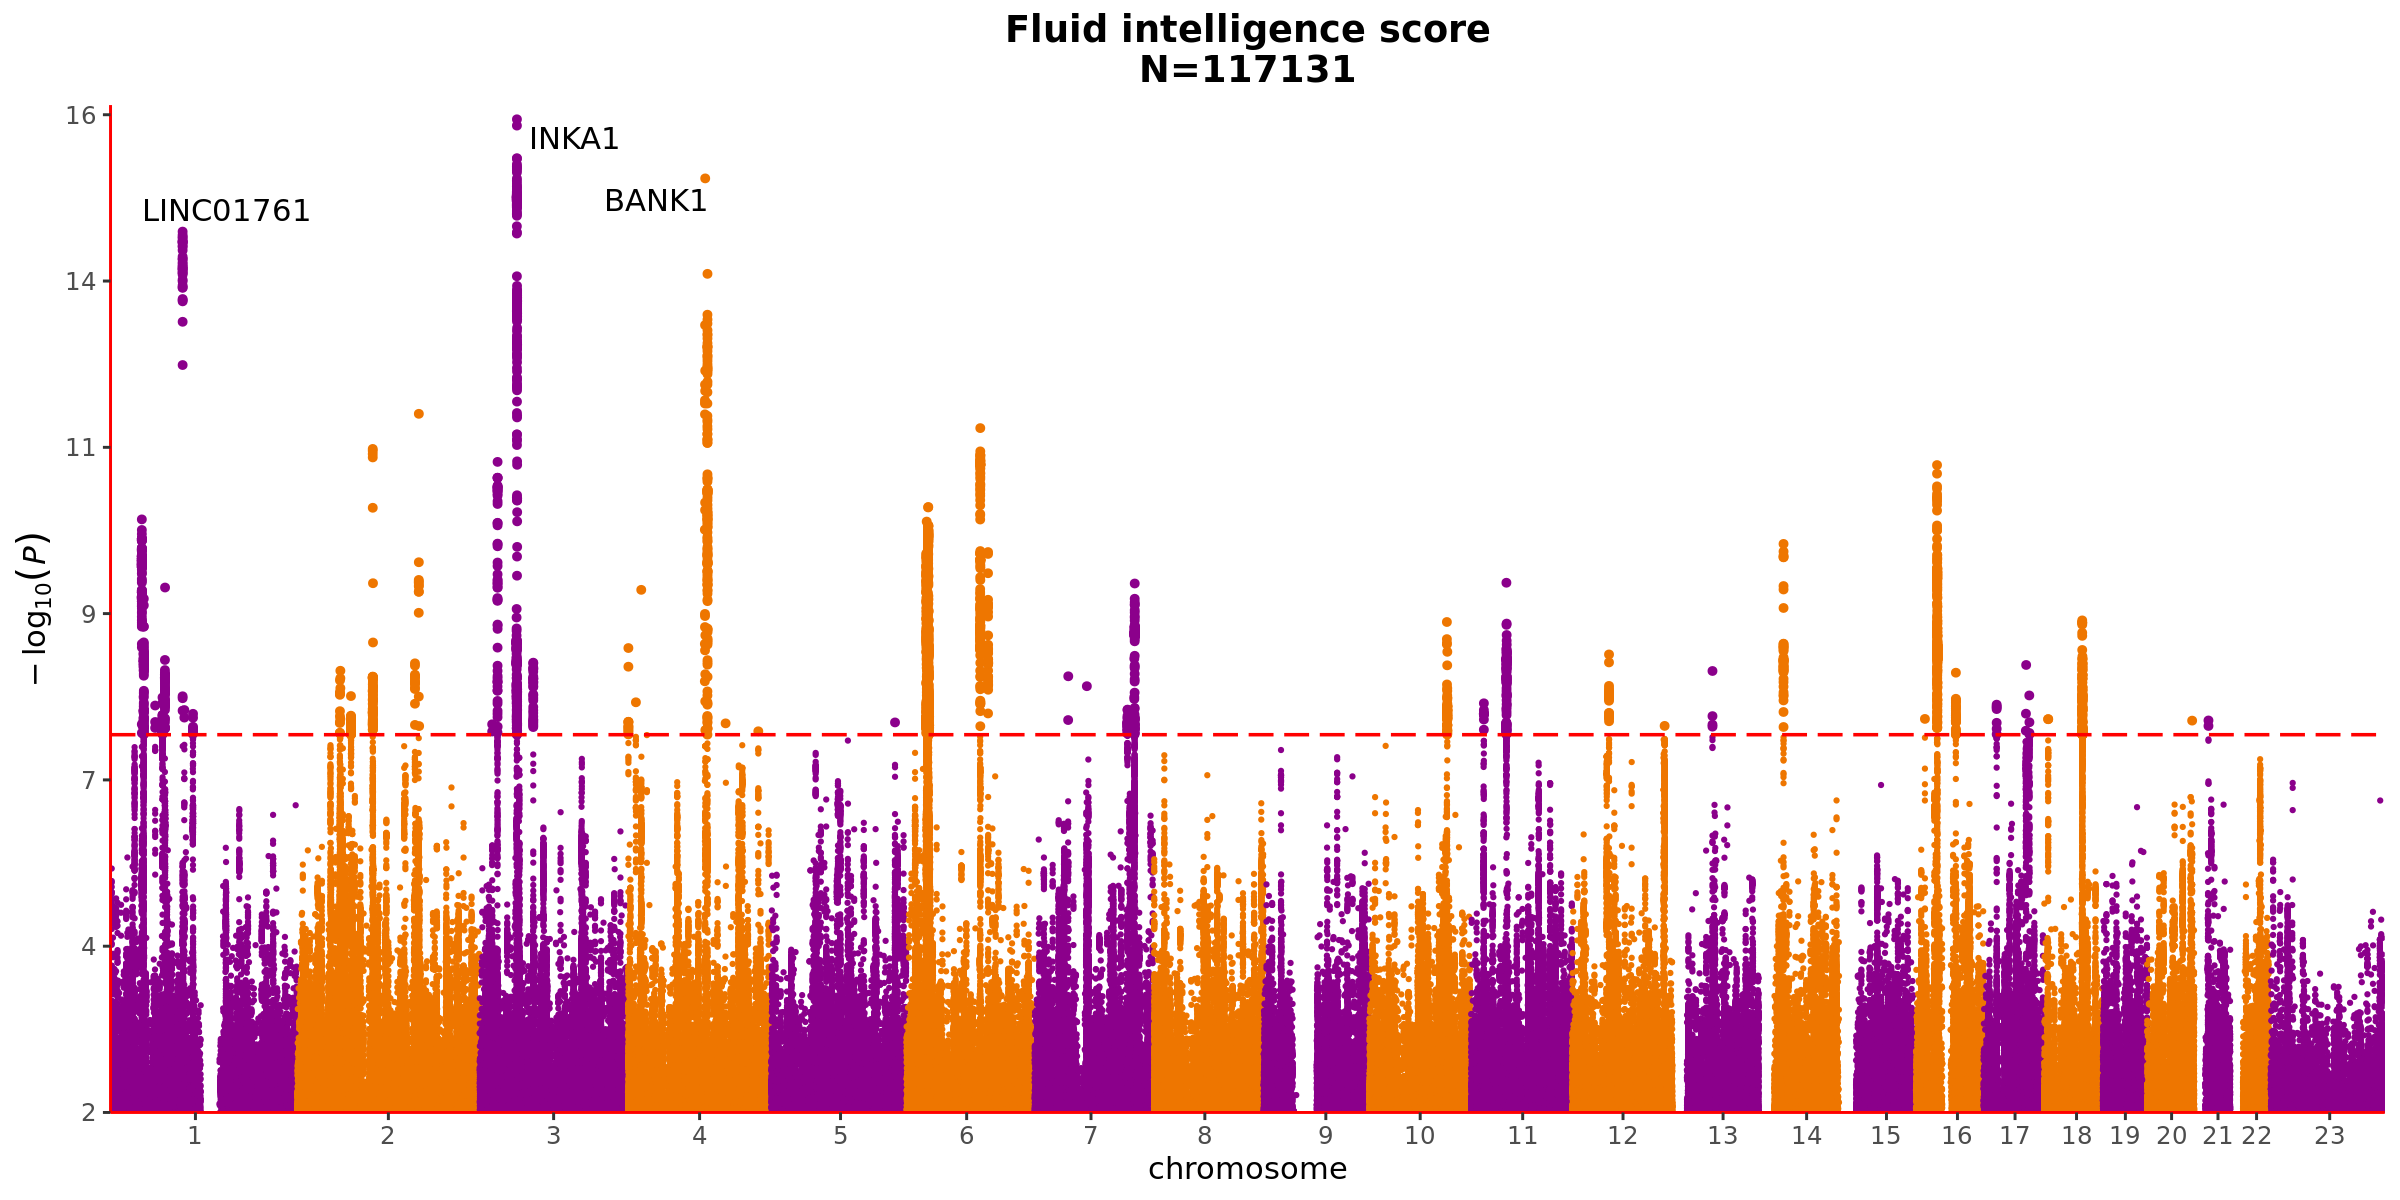 Fluid intelligence score
N=117131
16
INKA1
BANK1
LINC01761
14
11
− log10(P)
9
7
4
2
1 2 3 4 5 6 7 8 9 10 11 12 13 14 15 16 17 18 19 20 21 22 23
chromosome